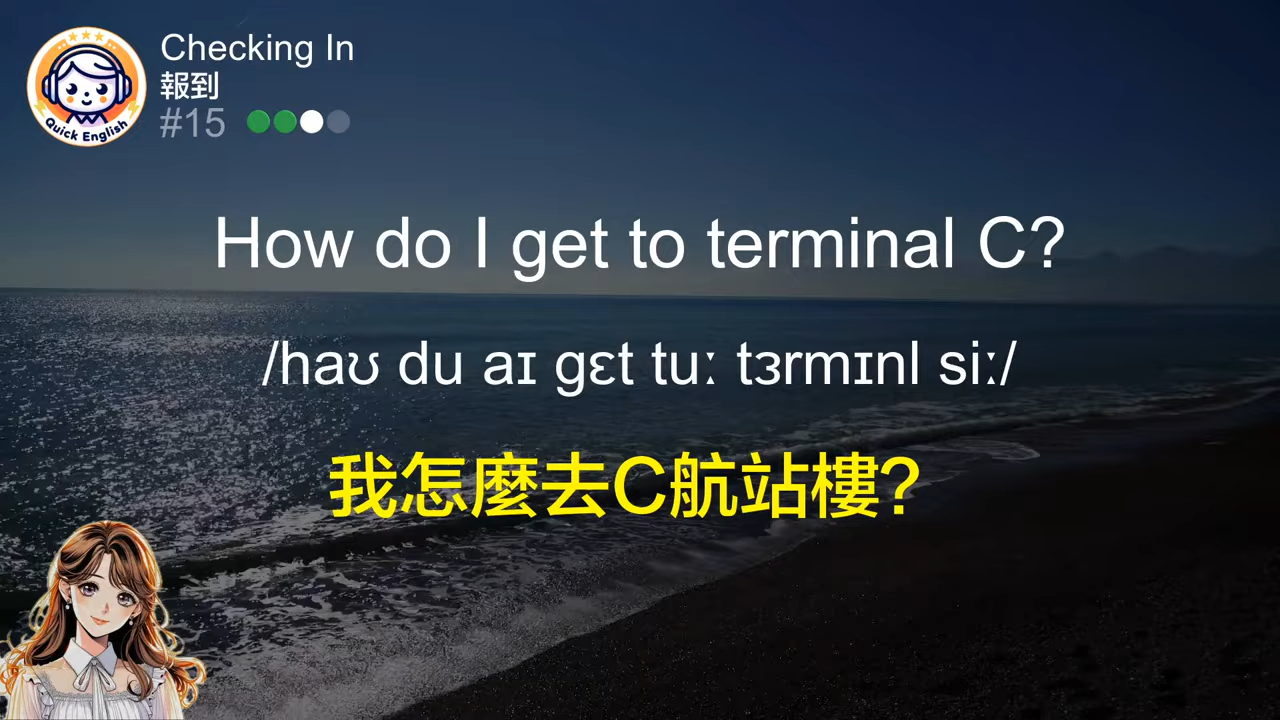 Checking In
報到
#15
Quick English
How do I get to terminal C?
/haʊ du aɪ gɛt tuː tɜrmɪnl siː/
我怎麼去C航站樓?